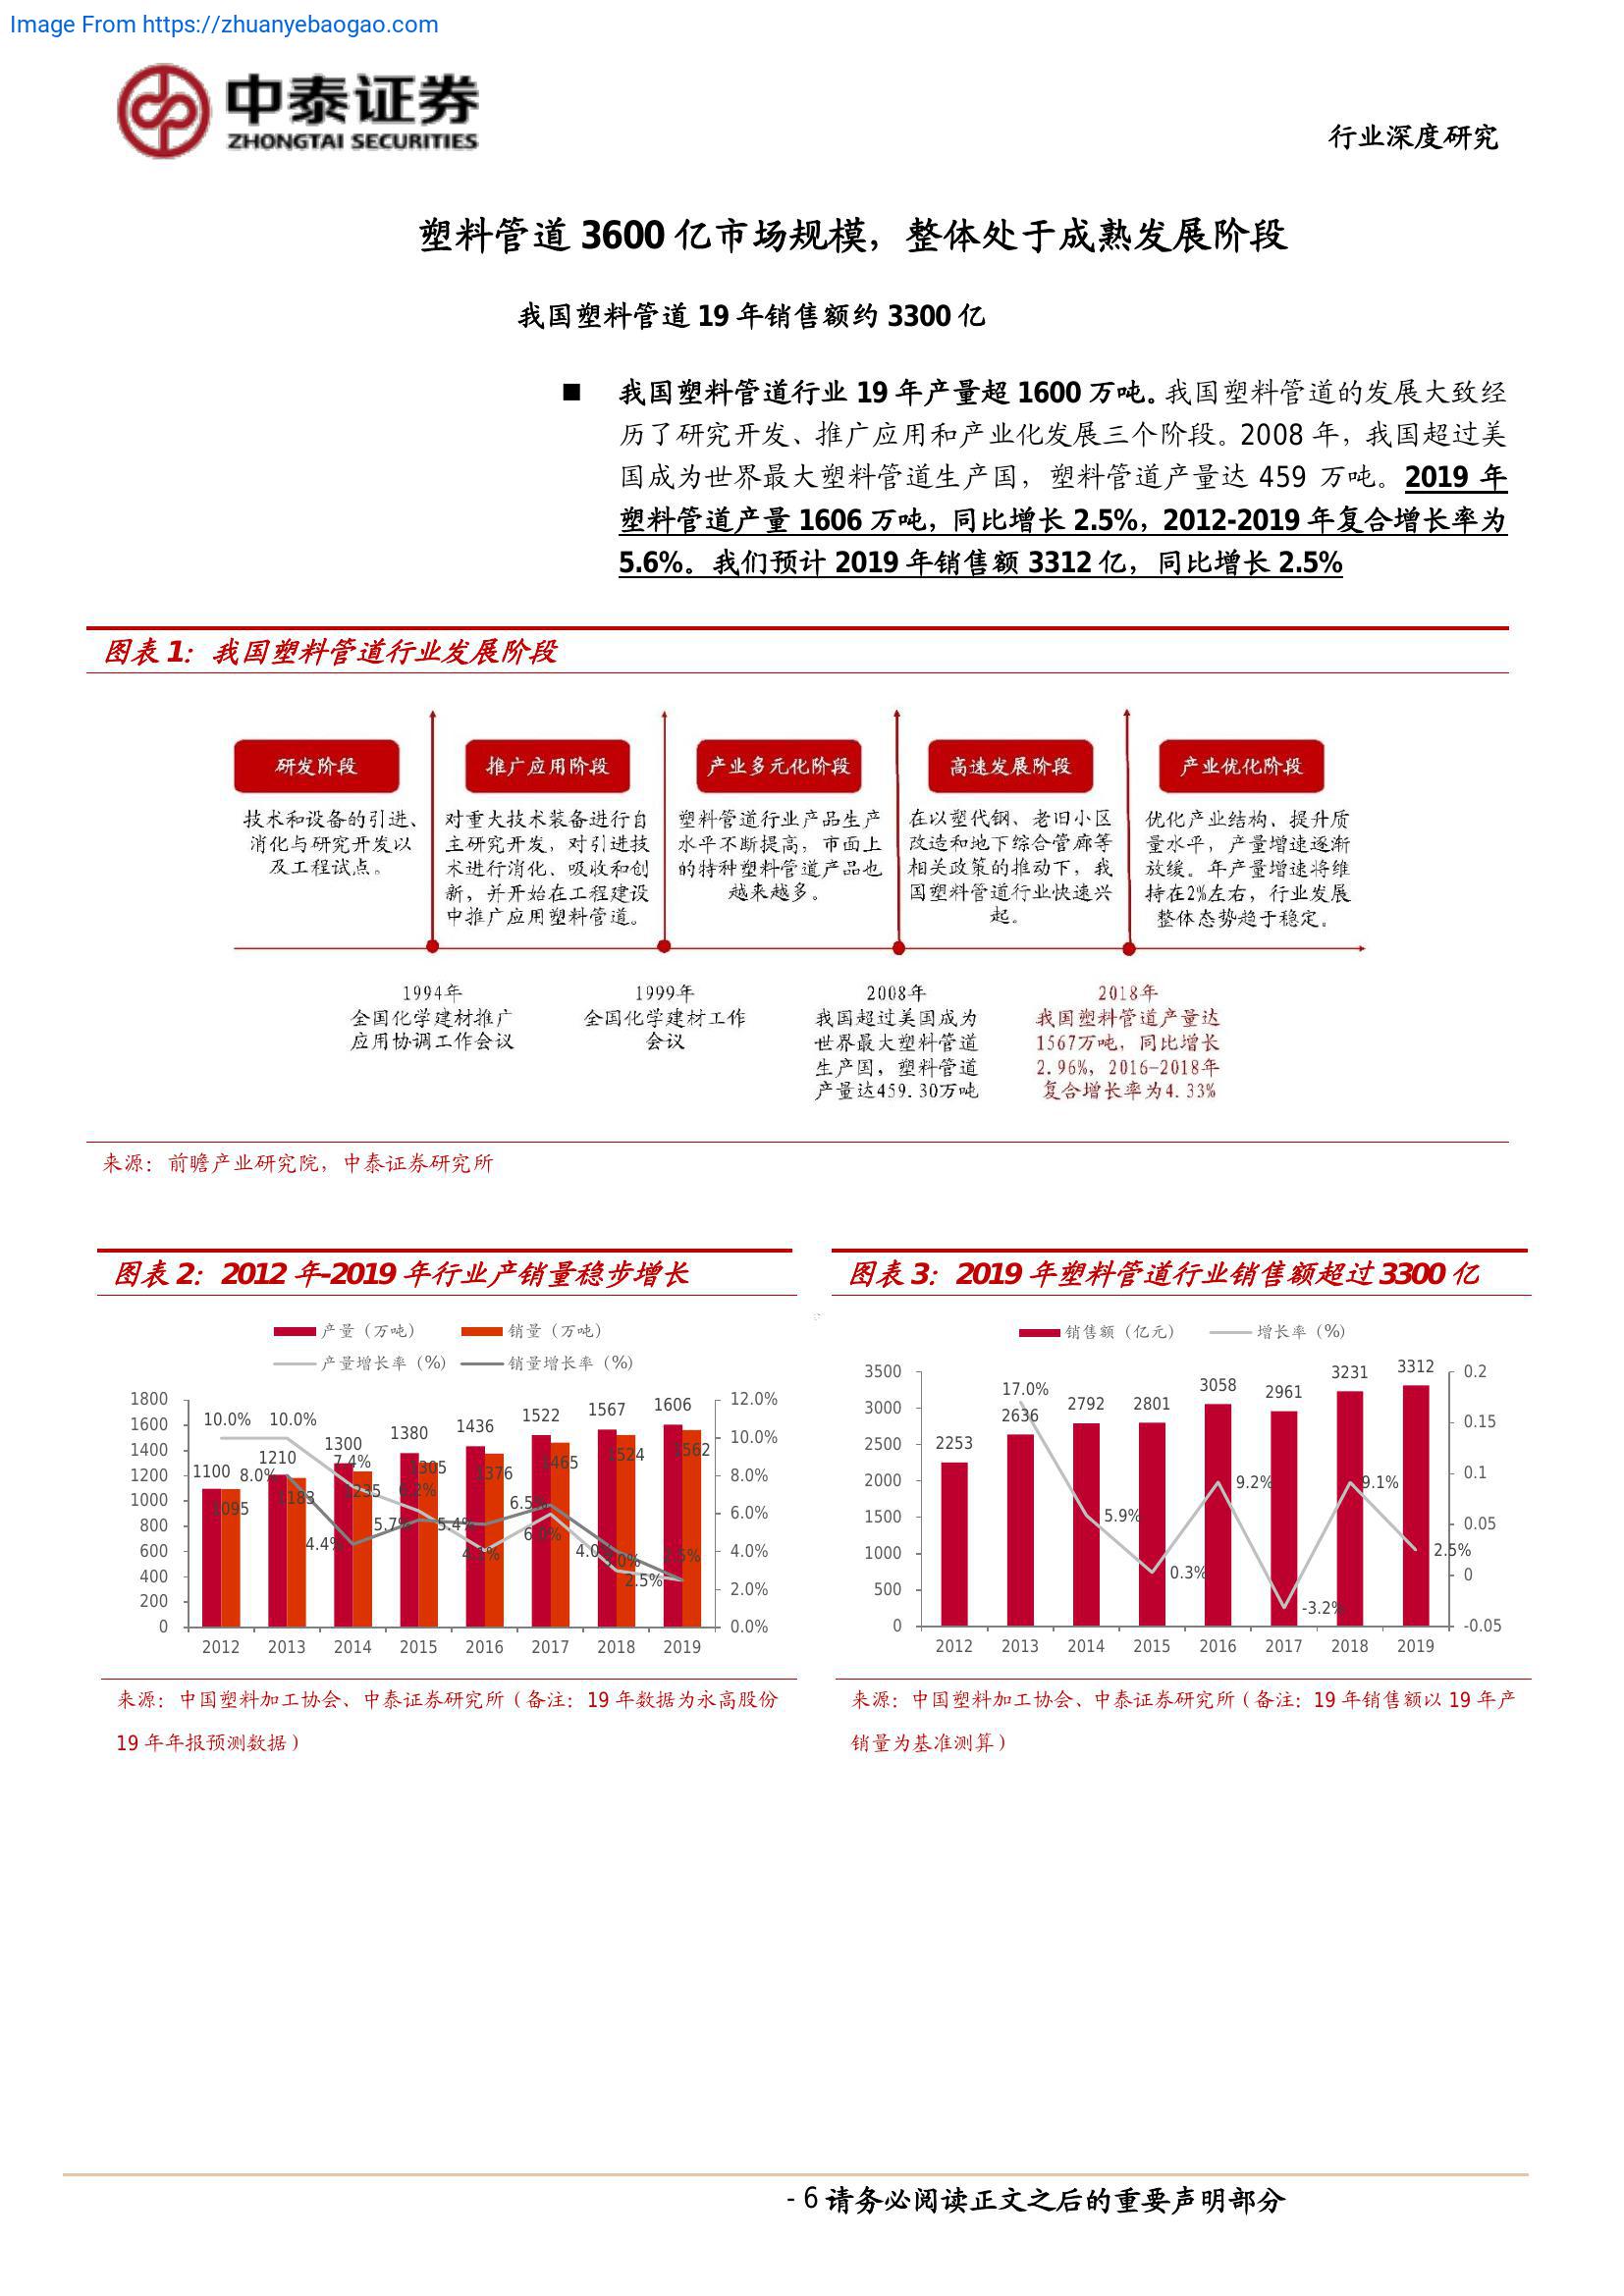 Image From https://zhuanyebaogao.com
中泰证券
ZHONGTAI SECURITIES
行业深度研究
塑料管道 3600 亿市场规模，整体处于成熟发展阶段
我国塑料管道 19 年销售额约 3300 亿
■ 我国塑料管道行业 19 年产量超 1600 万吨。我国塑料管道的发展大致经
历了研究开发、推广应用和产业化发展三个阶段。2008 年，我国超过美
国成为世界最大塑料管道生产国，塑料管道产量达 459 万吨。2019 年
塑料管道产量 1606 万吨，同比增长 2.5%，2012-2019 年复合增长率为
5.6%。我们预计 2019 年销售额 3312 亿，同比增长 2.5%
图表 1：我国塑料管道行业发展阶段
研发阶段
技术和设备的引进、
消化与研究开发以
及工程试点。
推广应用阶段
对重大技术装备进行自
主研究开发，对引进技
术进行消化、吸收和创
新，并开始在工程建设
中推广应用塑料管道。
产业多元化阶段
塑料管道行业产品生产
水平不断提高，市面上
的特种塑料管道产品也
越来越多。
高速发展阶段
在以塑代钢、老旧小区
改造和地下综合管廊等
相关政策的推动下，我
国塑料管道行业快速兴
起。
产业优化阶段
优化产业结构、提升质
量水平，产量增速逐渐
放缓。年产量增速将维
持在2%左右，行业发展
整体态势趋于稳定。
1994年
全国化学建材推广
应用协调工作会议
1999年
全国化学建材工作
会议
2008年
我国超过美国成为
世界最大塑料管道
生产国，塑料管道
产量达459.30万吨
2018年
我国塑料管道产量达
1567万吨，同比增长
2.96%，2016-2018年
复合增长率为4.33%
来源：前瞻产业研究院，中泰证券研究所
图表 2：2012 年-2019 年行业产销量稳步增长
产量（万吨） 销量（万吨）
产量增长率（%） 销量增长率（%）
1800
1600
1400
1200
1000
800
600
400
200
0
12.0%
10.0%
8.0%
6.0%
4.0%
2.0%
0.0%
1100 1210 1300 1380 1436 1522 1567 1606
1095 1183 1235 1305 1376 1465 1524 1562
10.0% 10.0% 7.4% 6.2% 6.0% 3.0% 2.5%
8.0% 4.4% 5.7% 5.4% 6.5% 4.0% 2.5%
2012 2013 2014 2015 2016 2017 2018 2019
来源：中国塑料加工协会、中泰证券研究所（备注：19 年数据为永高股份
19 年年报预测数据）
图表 3：2019 年塑料管道行业销售额超过 3300 亿
销售额（亿元） 增长率（%）
3500
3000
2500
2000
1500
1000
500
0
0.2
0.15
0.1
0.05
0
-0.05
2253 2636 2792 2801 3058 2961 3231 3312
17.0% 5.9% 0.3% 9.2% -3.2% 9.1% 2.5%
2012 2013 2014 2015 2016 2017 2018 2019
来源：中国塑料加工协会、中泰证券研究所（备注：19 年销售额以 19 年产
销量为基准测算）
- 6 请务必阅读正文之后的重要声明部分